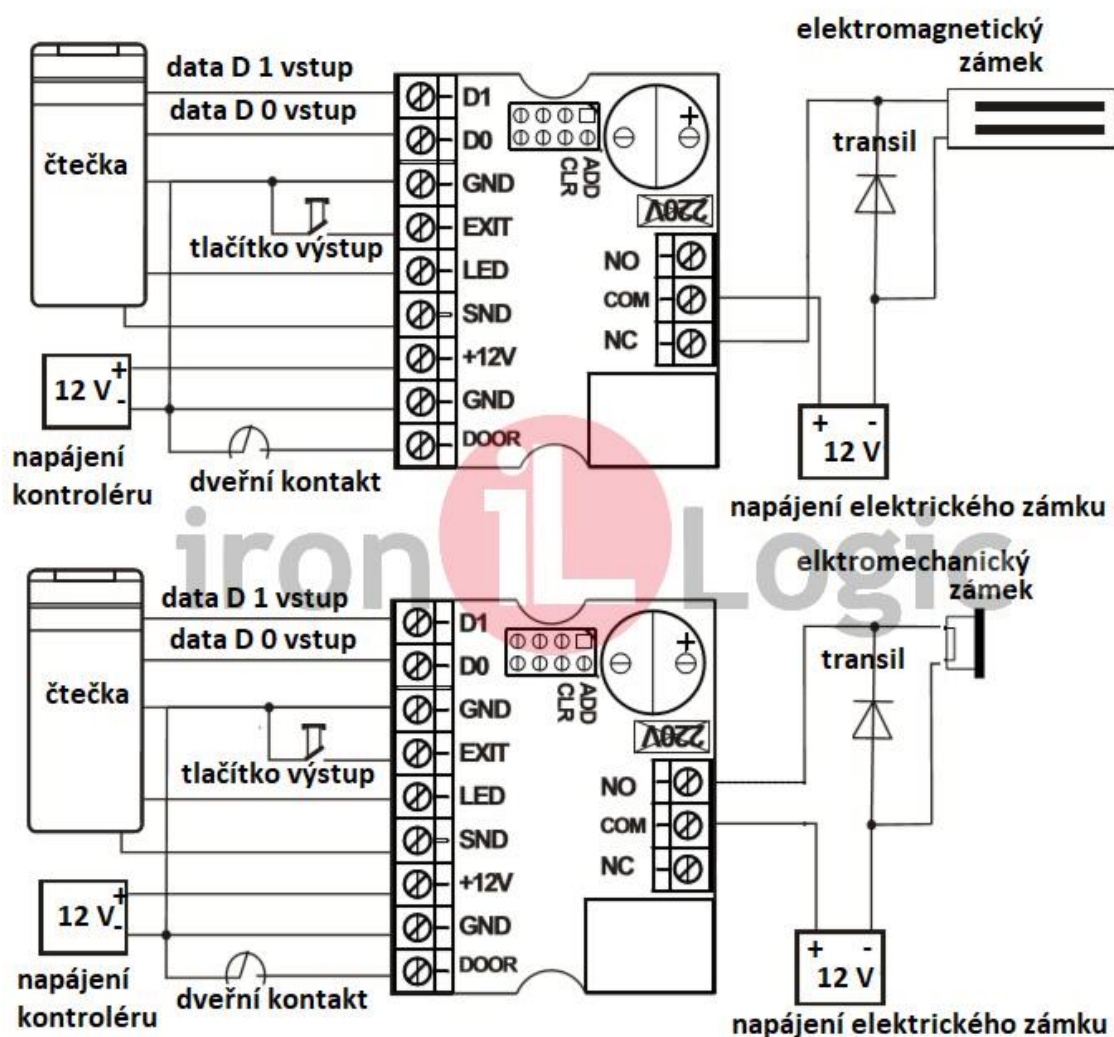 elektromagnetický
zámek
data D 1 vstup
data D 0 vstup
čtečka
tlačítko výstup
D1
D0
GND
EXIT
LED
SND
+12V
GND
DOOR
ADD
CLR
+
220V
NO
COM
NC
transil
+
12 V
-
napájení
kontroléru
dveřní kontakt
+ -
12 V
napájení elektrického zámku
iron iL Logic
elktromechanický
zámek
data D 1 vstup
data D 0 vstup
čtečka
tlačítko výstup
D1
D0
GND
EXIT
LED
SND
+12V
GND
DOOR
ADD
CLR
+
220V
NO
COM
NC
transil
+
12 V
-
napájení
kontroléru
dveřní kontakt
+ -
12 V
napájení elektrického zámku